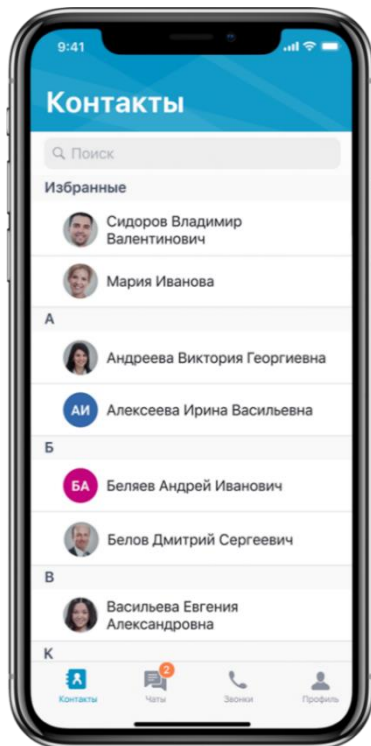 9:41
Контакты
Поиск
Избранные
Сидоров Владимир
Валентинович
Мария Иванова
А
Андреева Виктория Георгиевна
АИ
Алексеева Ирина Васильевна
Б
БА
Беляев Андрей Иванович
Белов Дмитрий Сергеевич
В
Васильева Евгения
Александровна
К
2
Контакты
Чаты
Звонки
Профиль